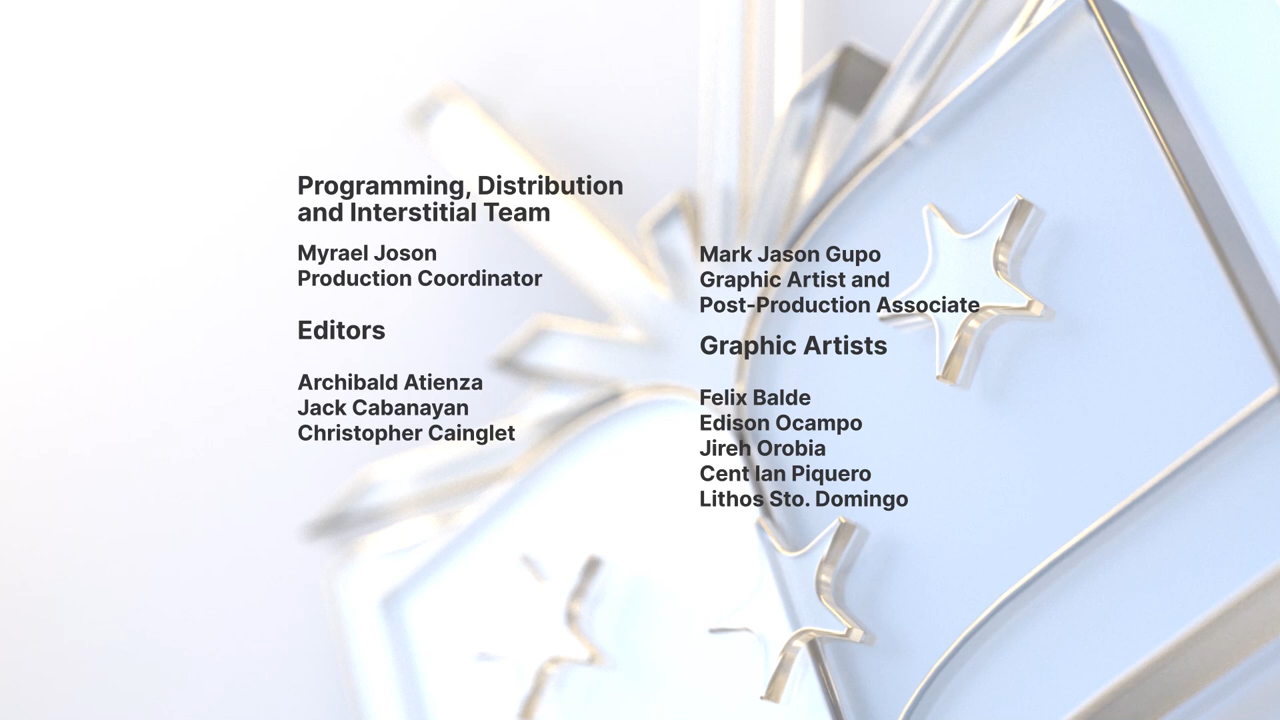 Programming, Distribution
and Interstitial Team
Myrael Joson
Production Coordinator
Editors
Archibald Atienza
Jack Cabanayan
Christopher Cainglet
Mark Jason Gupo
Graphic Artist and
Post-Production Associate
Graphic Artists
Felix Balde
Edison Ocampo
Jireh Orobia
Cent Ian Piquero
Lithos Sto. Domingo